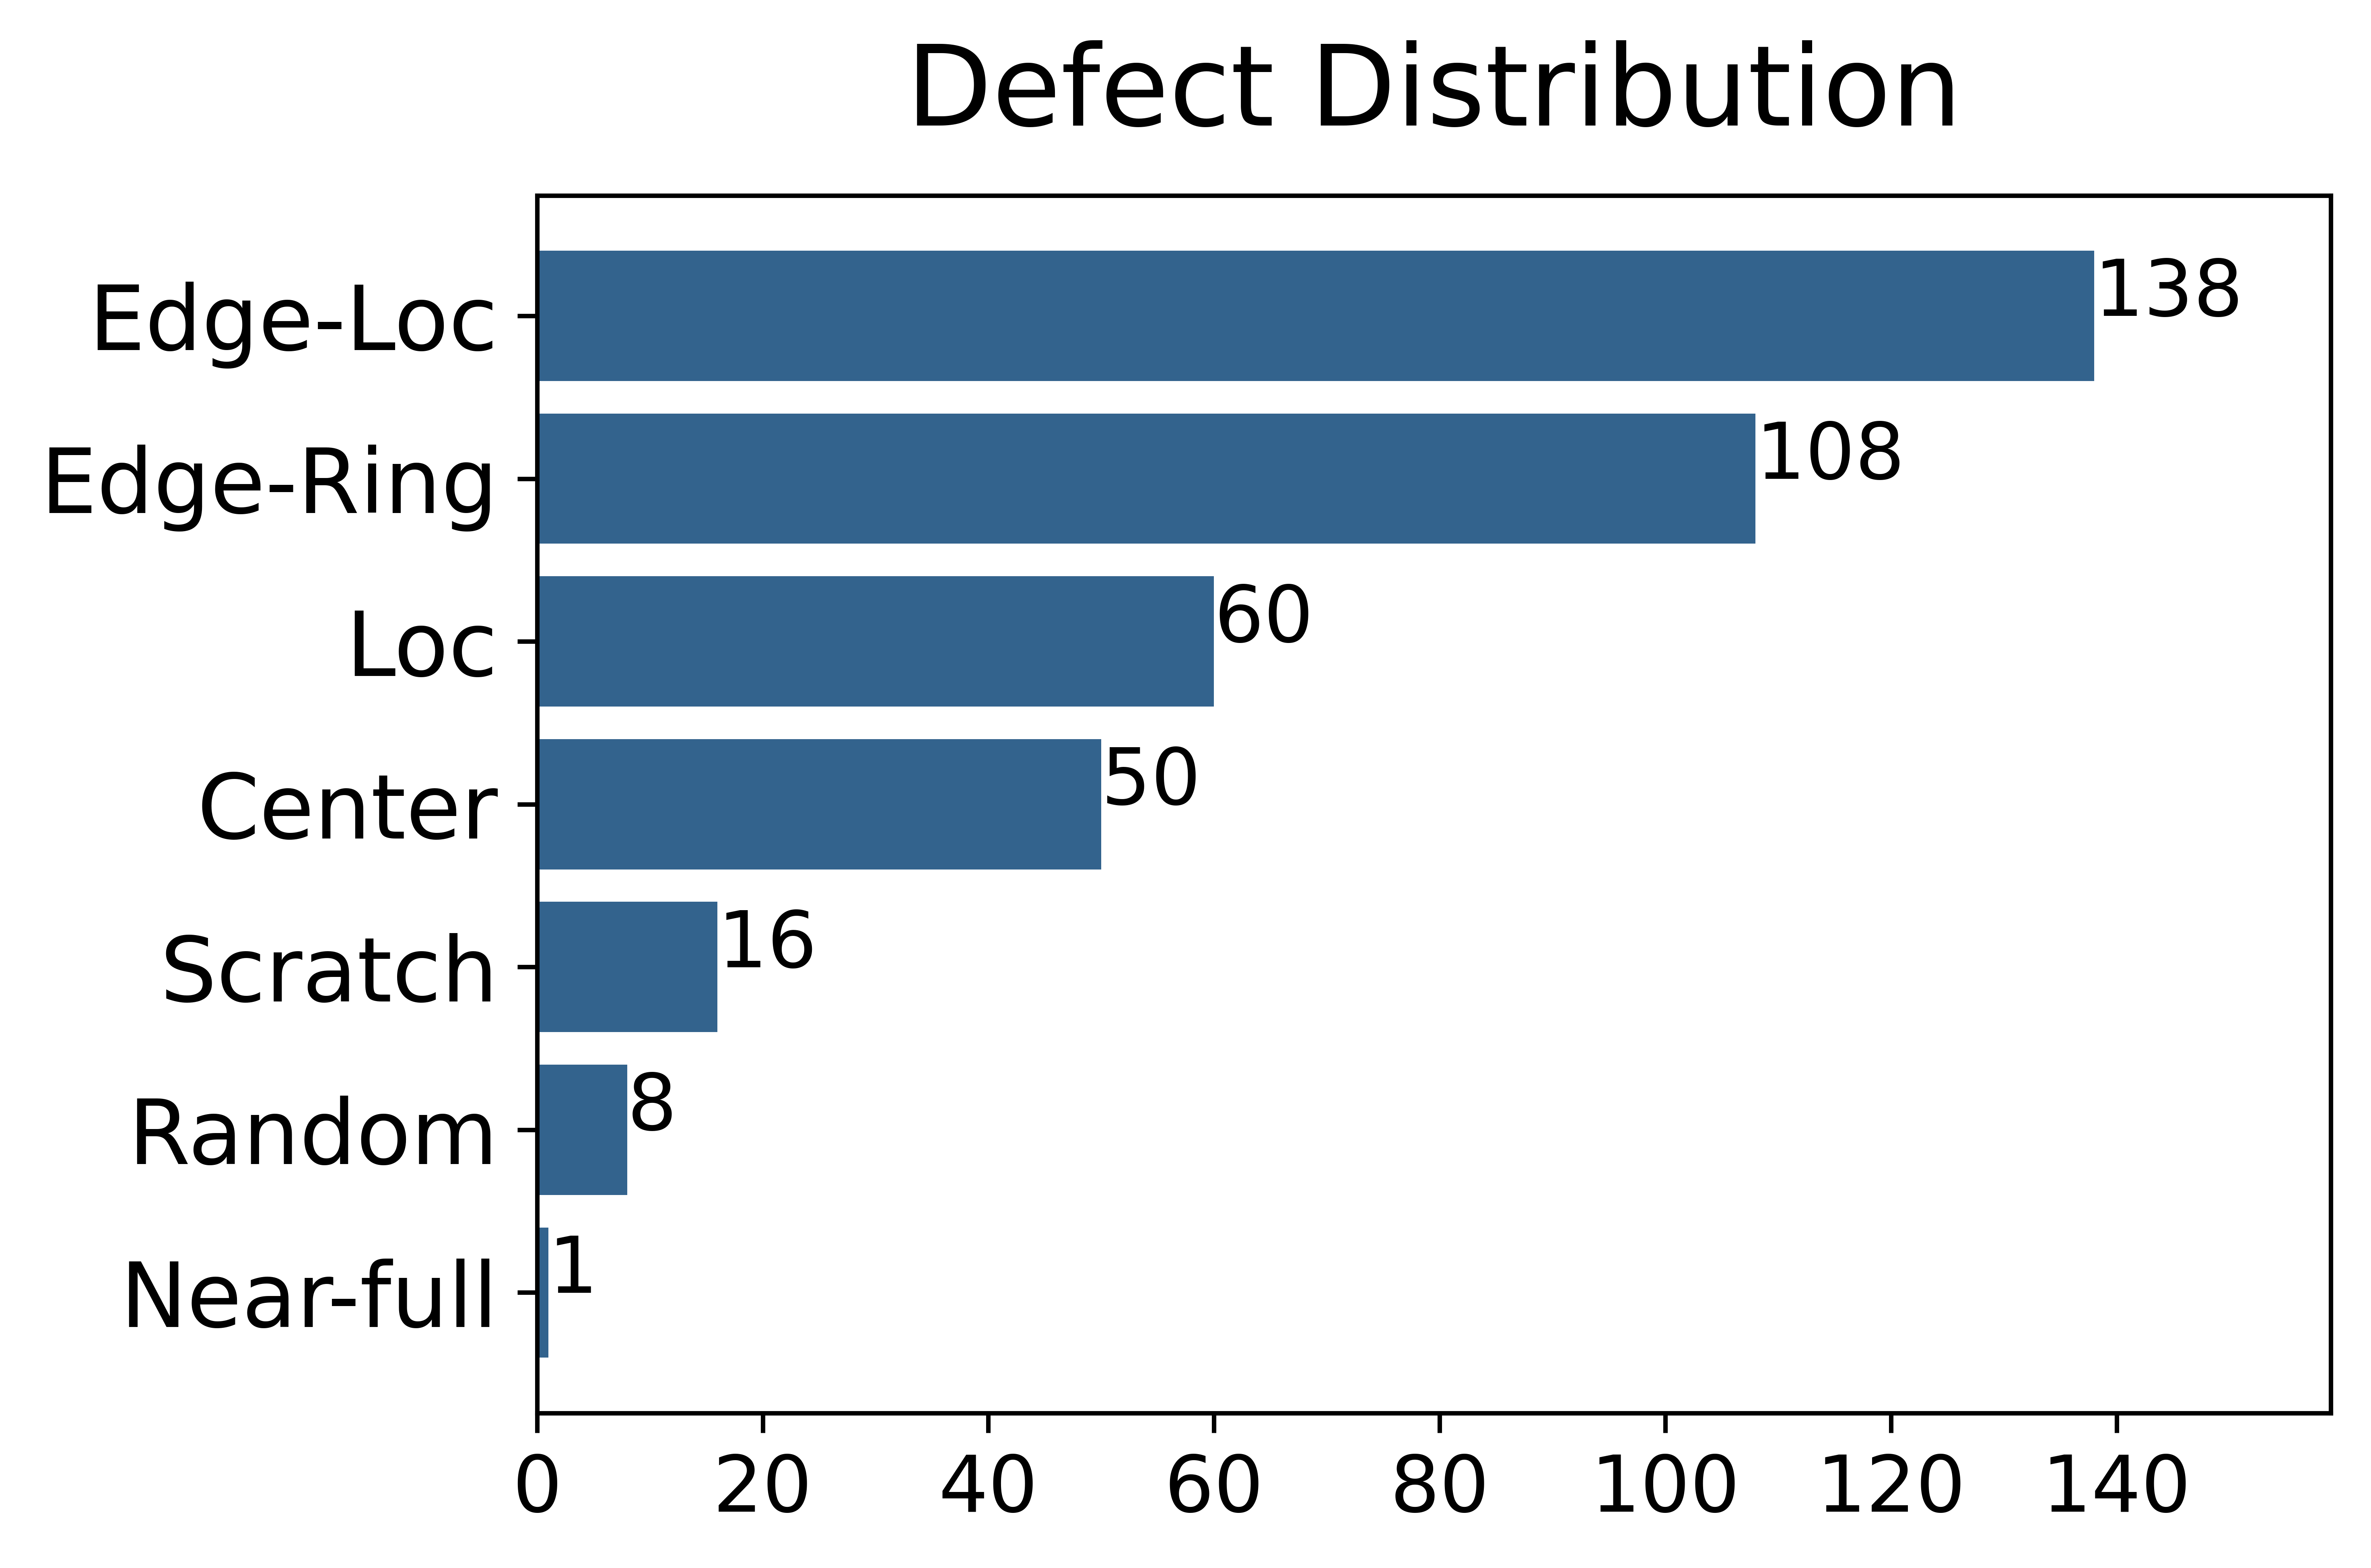 Defect Distribution
Edge-Loc 138
Edge-Ring 108
Loc 60
Center 50
Scratch 16
Random 8
Near-full 1
0 20 40 60 80 100 120 140